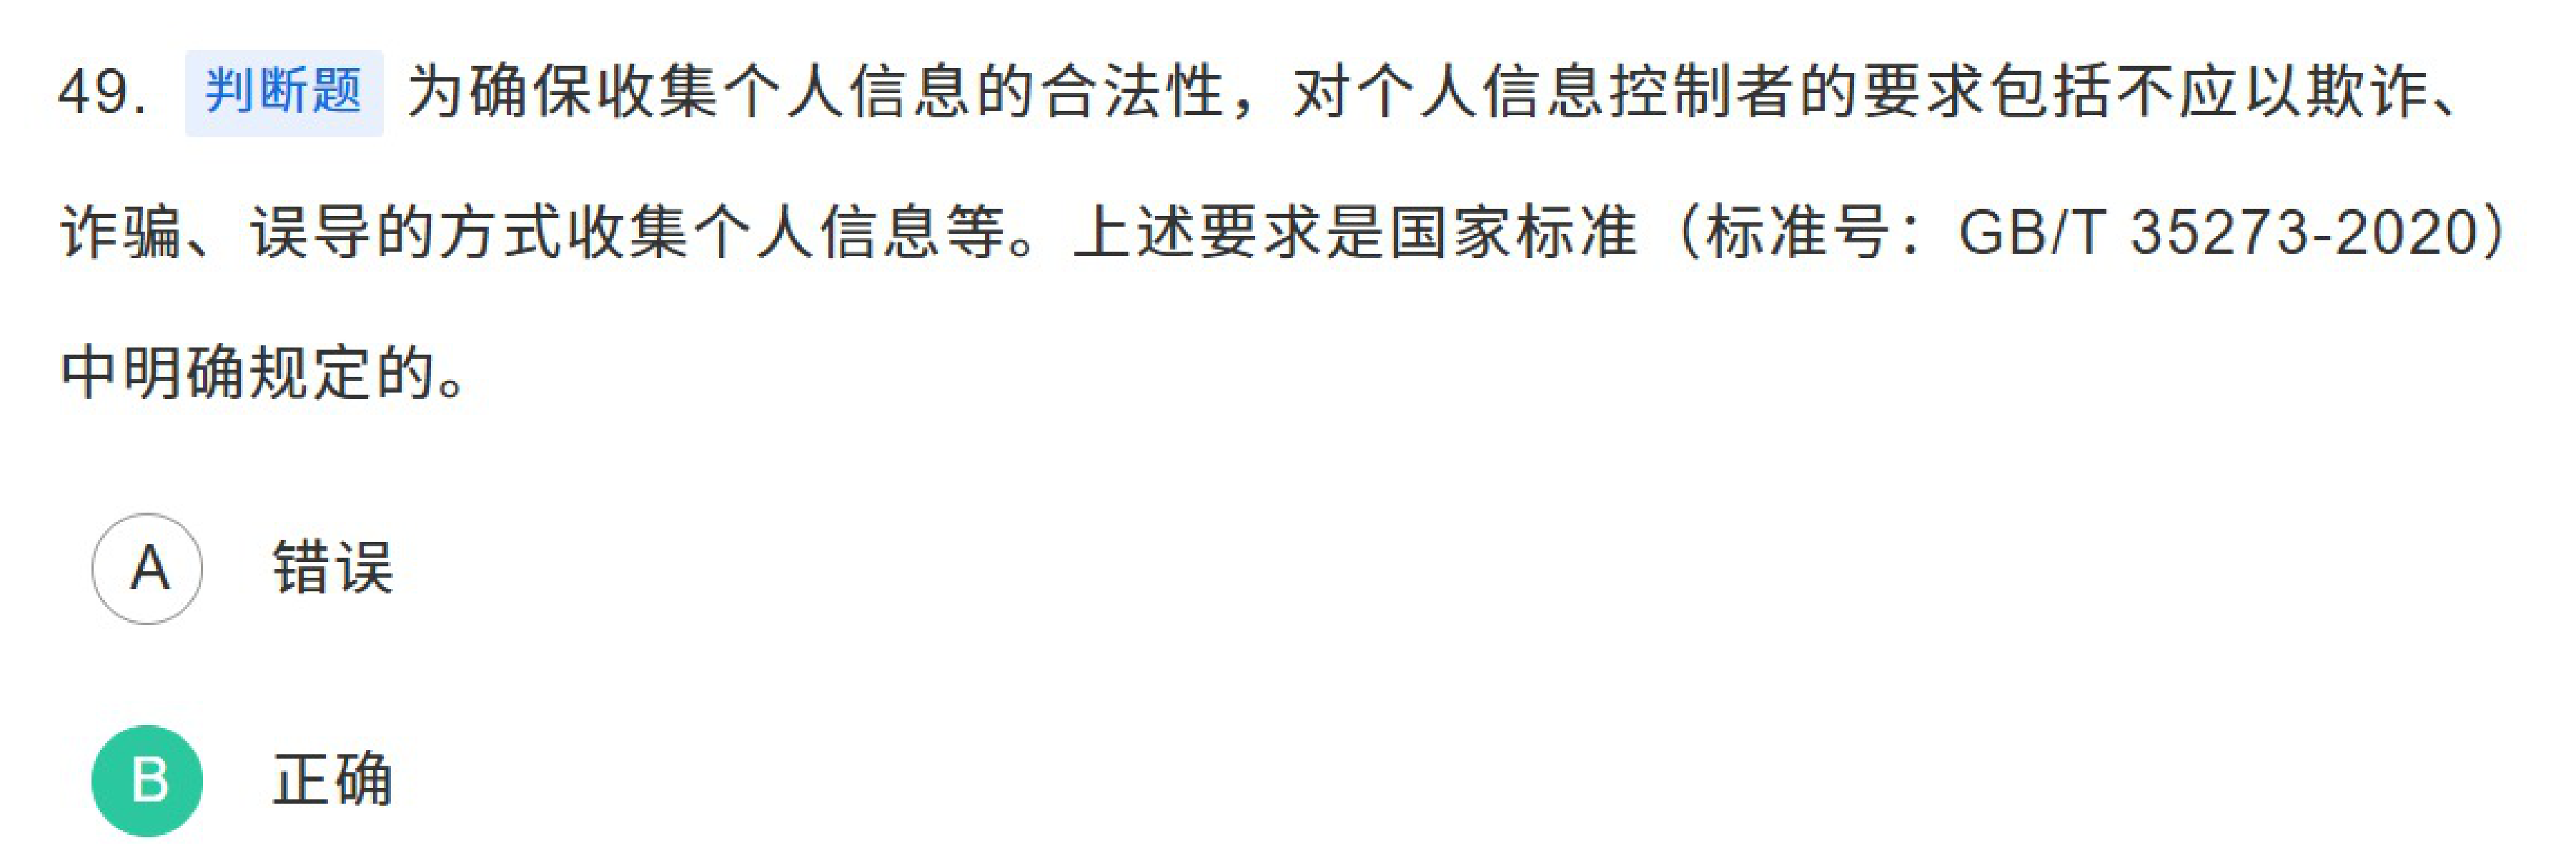 49. 判断题 为确保收集个人信息的合法性，对个人信息控制者的要求包括不应以欺诈、
诈骗、误导的方式收集个人信息等。上述要求是国家标准（标准号：GB/T 35273-2020）
中明确规定的。
A 错误
B 正确